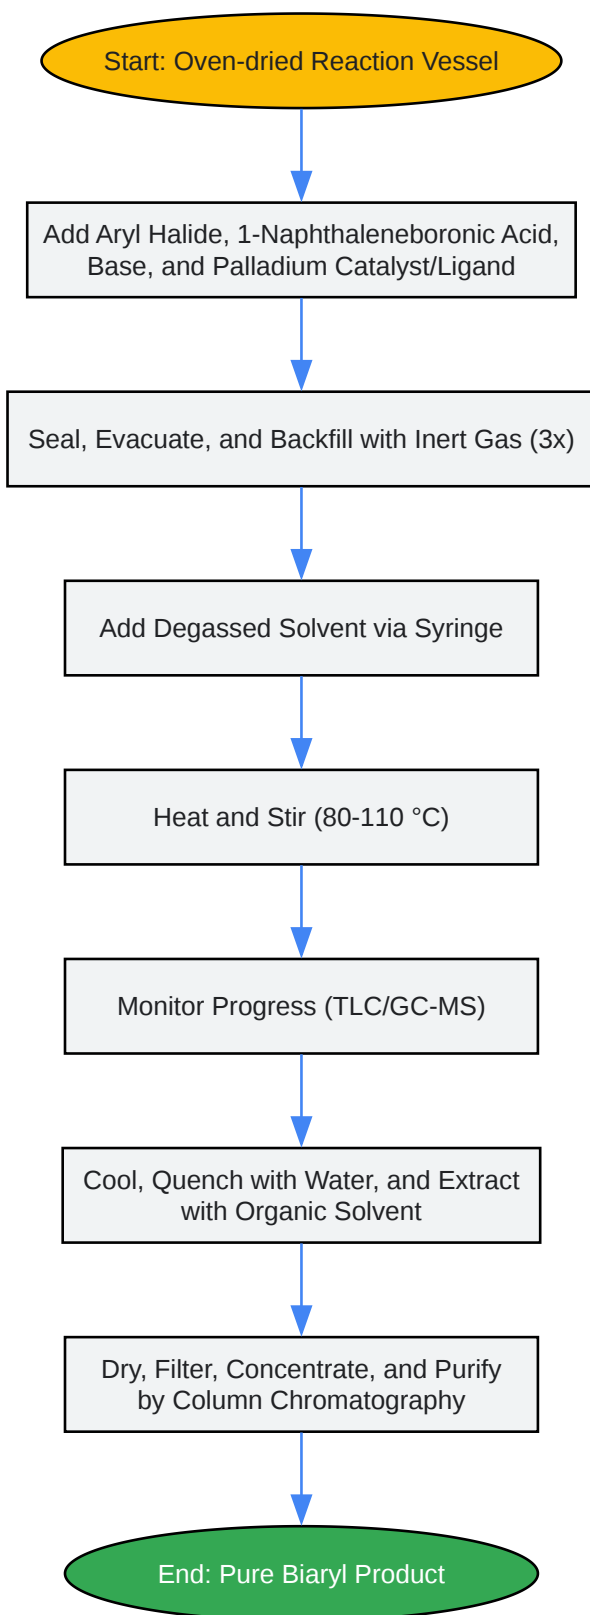 Start: Oven-dried Reaction Vessel
Add Aryl Halide, 1-Naphthaleneboronic Acid,
Base, and Palladium Catalyst/Ligand
Seal, Evacuate, and Backfill with Inert Gas (3x)
Add Degassed Solvent via Syringe
Heat and Stir (80-110 °C)
Monitor Progress (TLC/GC-MS)
Cool, Quench with Water, and Extract
with Organic Solvent
Dry, Filter, Concentrate, and Purify
by Column Chromatography
End: Pure Biaryl Product